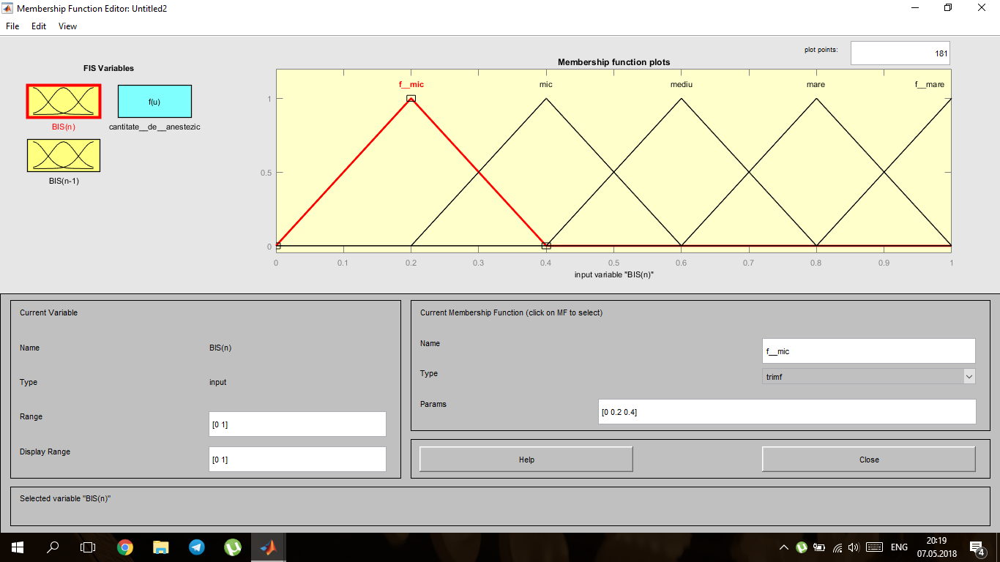 Membership Function Editor: Untitled2
File Edit View
FIS Variables
f(u)
BIS(n)
cantitate__de__anestezic
BIS(n-1)
plot points:
181
Membership function plots
f__mic mic mediu mare f__mare
1
0.5
0
0 0.1 0.2 0.3 0.4 0.5 0.6 0.7 0.8 0.9 1
input variable "BIS(n)"
Current Variable
Name BIS(n)
Type input
Range [0 1]
Display Range [0 1]
Current Membership Function (click on MF to select)
Name f__mic
Type trimf
Params [0 0.2 0.4]
Help Close
Selected variable "BIS(n)"
ENG
20:19
07.05.2018
4